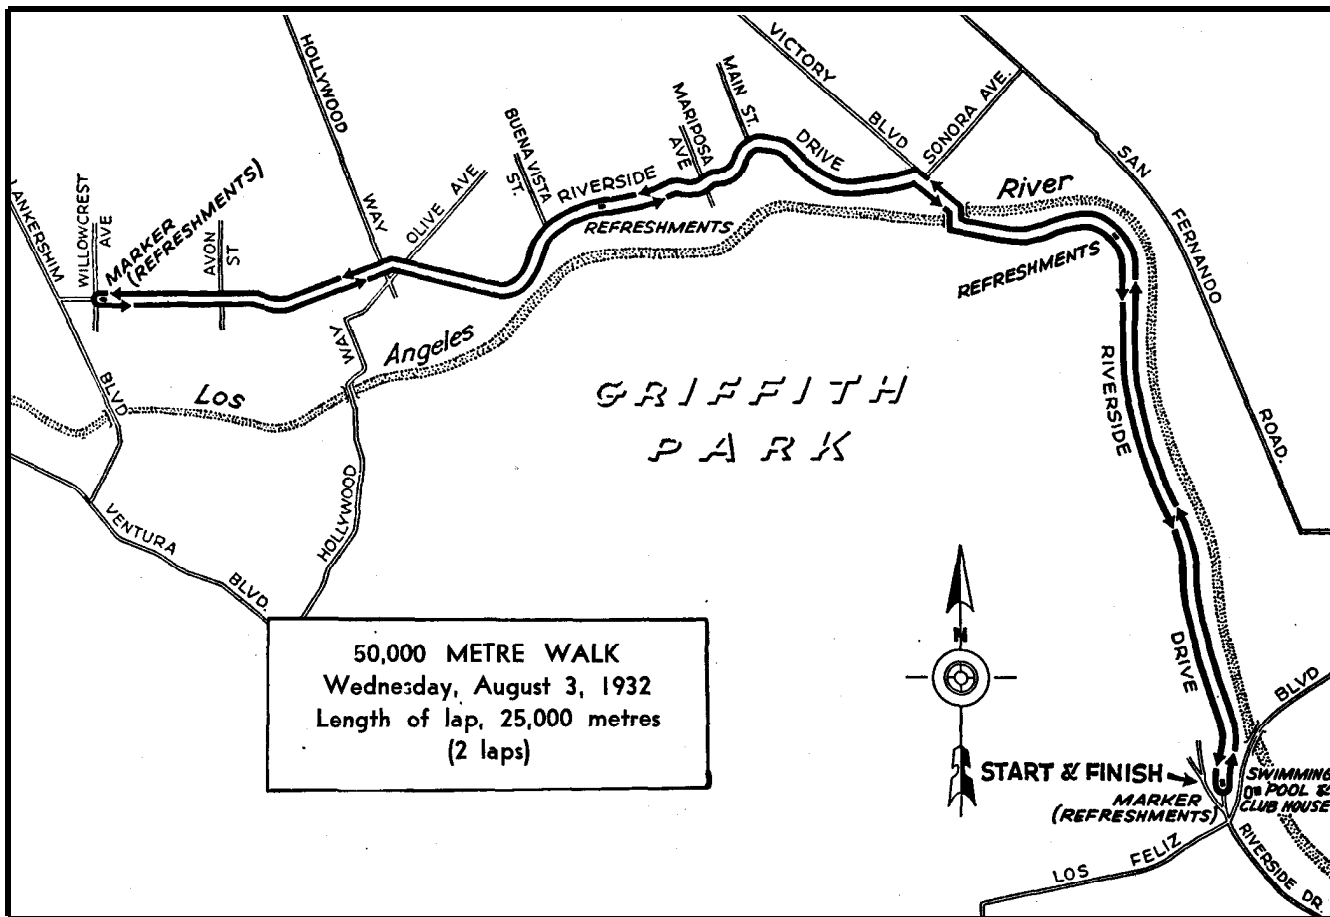 HOLLYWOOD
WAY
VICTORY
BLVD
SONORA AVE.
SAN
FERNANDO
ROAD.
MAIN ST.
MARIPOSA
AVE
BUENA VISTA
ST.
RIVERSIDE
DRIVE
OLIVE AVE
LANKERSHIM
BLVD
WILLOWCREST
AVE
MARKER
(REFRESHMENTS)
AVON
ST
REFRESHMENTS
River
REFRESHMENTS
WAY
Angeles
Los
RIVERSIDE
DRIVE
GRIFFITH
PARK
HOLLYWOOD
VENTURA
BLVD.
50,000 METRE WALK
Wednesday, August 3, 1932
Length of lap, 25,000 metres
(2 laps)
N
START & FINISH
MARKER
(REFRESHMENTS)
SWIMMING
POOL &
CLUB HOUSE
BLVD
LOS FELIZ
RIVERSIDE DR.